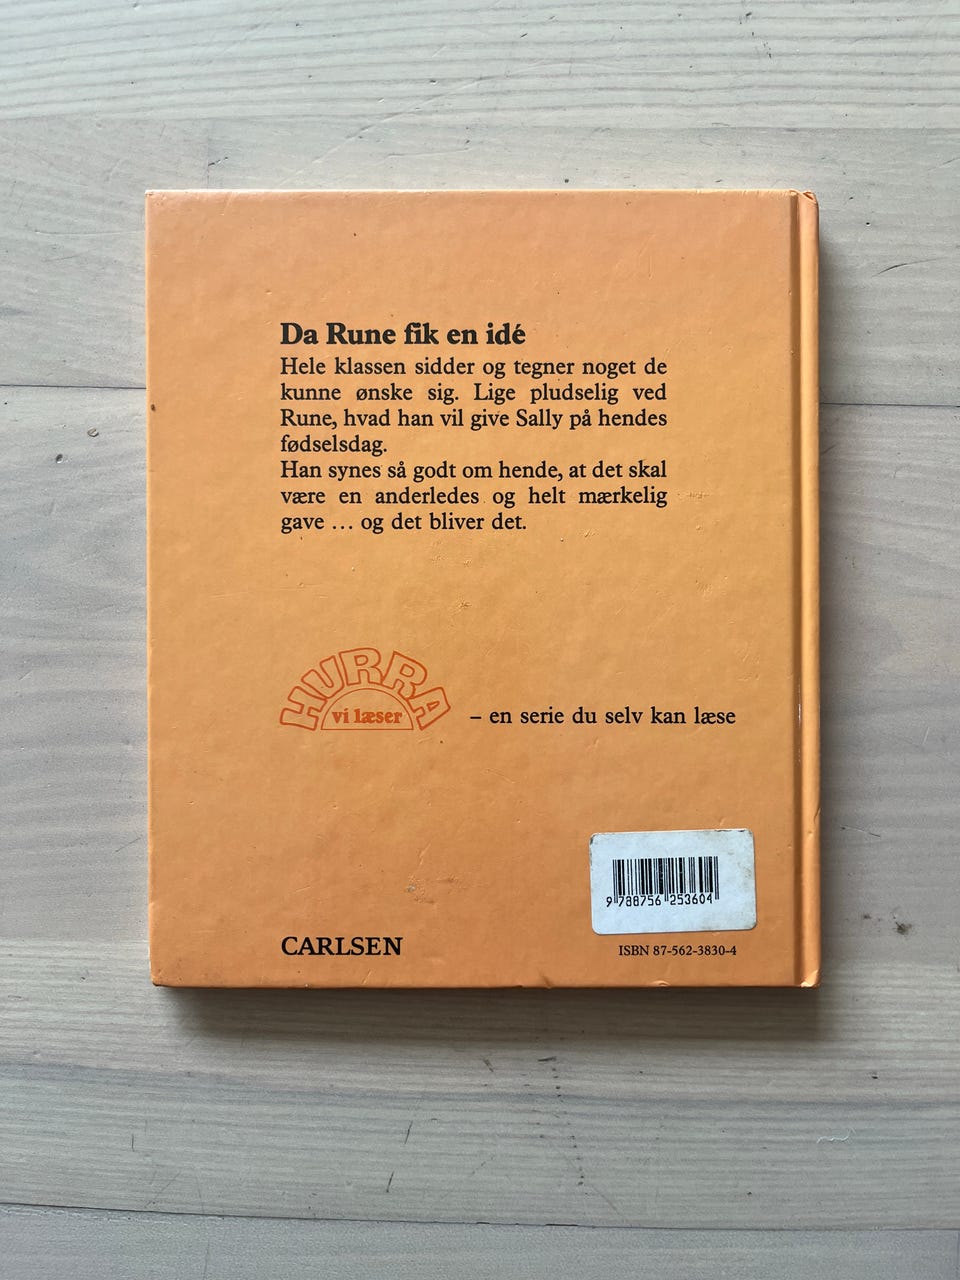 Da Rune fik en idé
Hele klassen sidder og tegner noget de
kunne ønske sig. Lige pludselig ved
Rune, hvad han vil give Sally på hendes
fødselsdag.
Han synes så godt om hende, at det skal
være en anderledes og helt mærkelig
gave ... og det bliver det.
HURRA
vi læser
– en serie du selv kan læse
9 788756 253604
CARLSEN
ISBN 87-562-3830-4